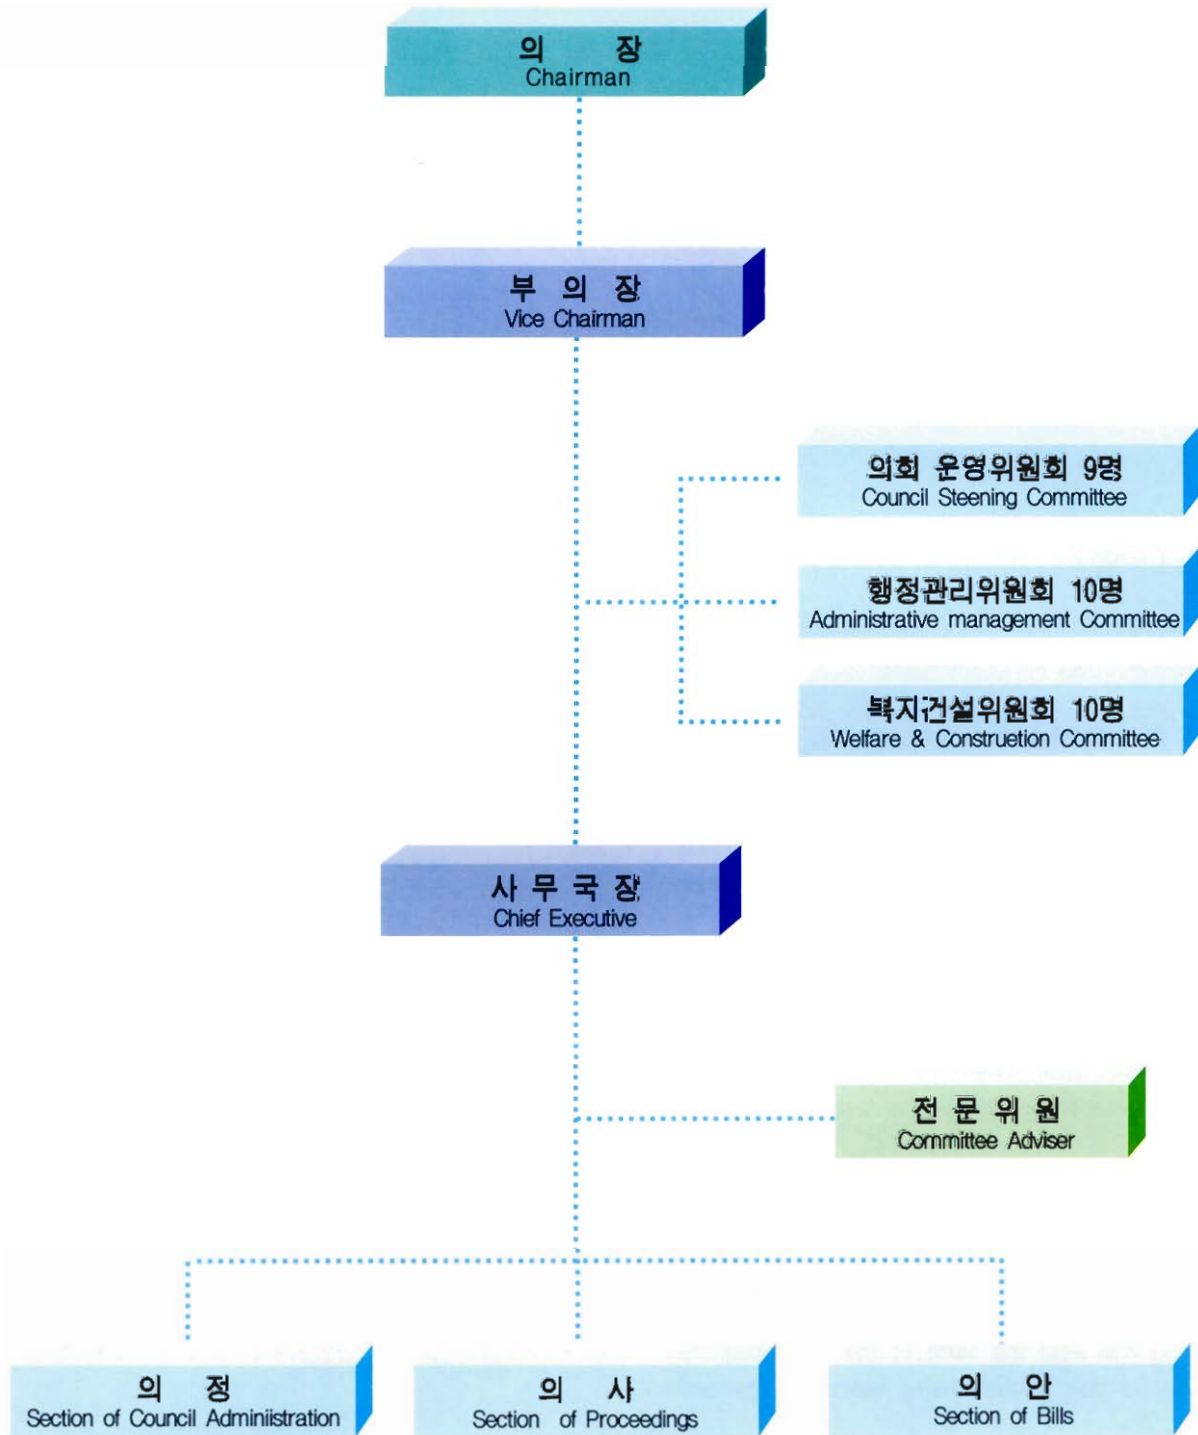 의 장
Chairman
부 의 장
Vice Chairman
의회 운영위원회 9명
Council Steening Committee
행정관리위원회 10명
Administrative management Committee
복지건설위원회 10명
Welfare & Construetion Committee
사 무 국 장
Chief Executive
전 문 위 원
Committee Adviser
의 정
Section of Council Adminiistration
의 사
Section of Proceedings
의 안
Section of Bills